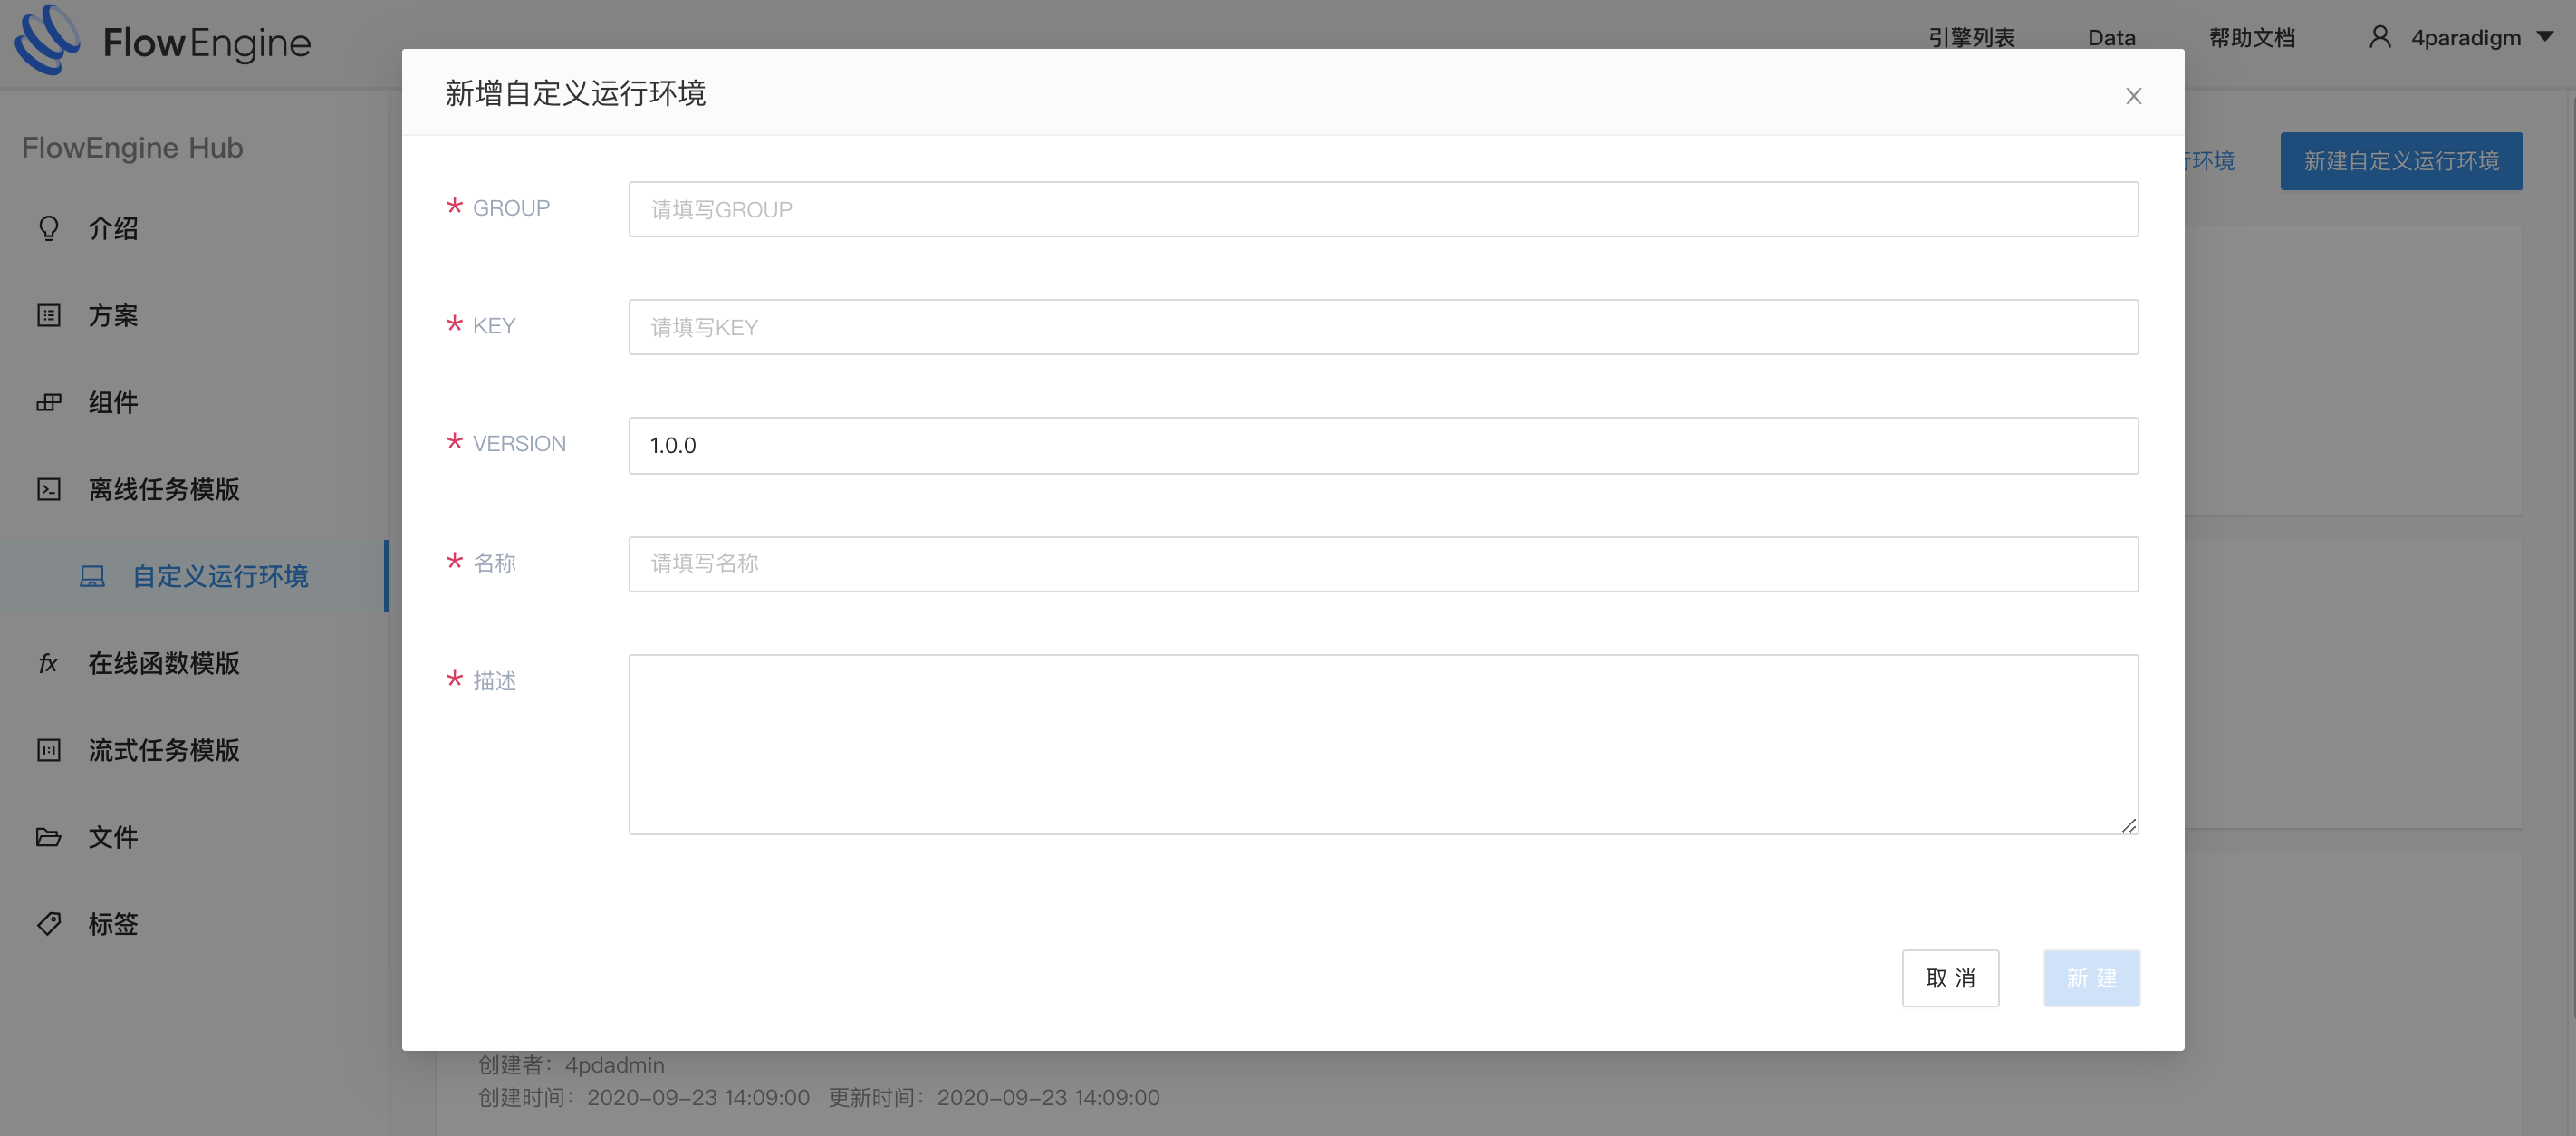 FlowEngine
引擎列表
Data
帮助文档
4paradigm
FlowEngine Hub
介绍
方案
组件
离线任务模版
自定义运行环境
在线函数模版
流式任务模版
文件
标签
行环境
新建自定义运行环境
新增自定义运行环境
X
* GROUP
请填写GROUP
* KEY
请填写KEY
* VERSION
1.0.0
* 名称
请填写名称
* 描述
取 消
新 建
创建者：4pdadmin
创建时间：2020-09-23 14:09:00 更新时间：2020-09-23 14:09:00